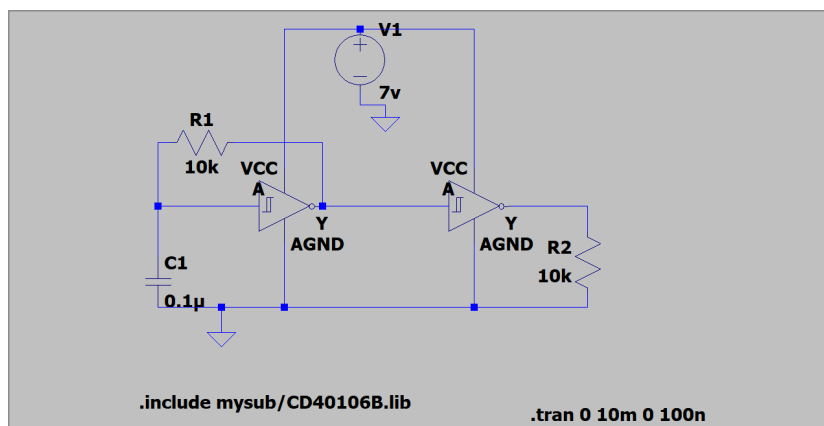 V1
7v
R1
10k
VCC
A
Y
AGND
VCC
A
Y
AGND
R2
10k
C1
0.1µ
.include mysub/CD40106B.lib
.tran 0 10m 0 100n